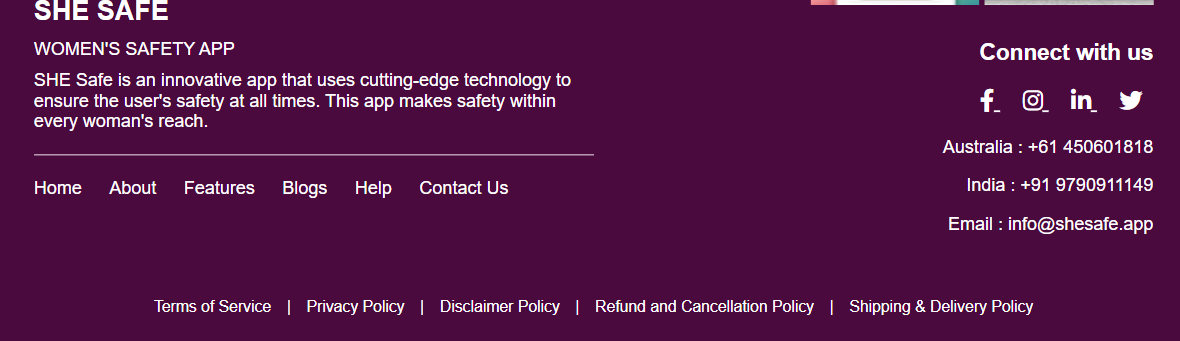 SHE SAFE
WOMEN'S SAFETY APP
SHE Safe is an innovative app that uses cutting-edge technology to
ensure the user's safety at all times. This app makes safety within
every woman's reach.
Home About Features Blogs Help Contact Us
Connect with us
Australia : +61 450601818
India : +91 9790911149
Email : info@shesafe.app
Terms of Service | Privacy Policy | Disclaimer Policy | Refund and Cancellation Policy | Shipping & Delivery Policy